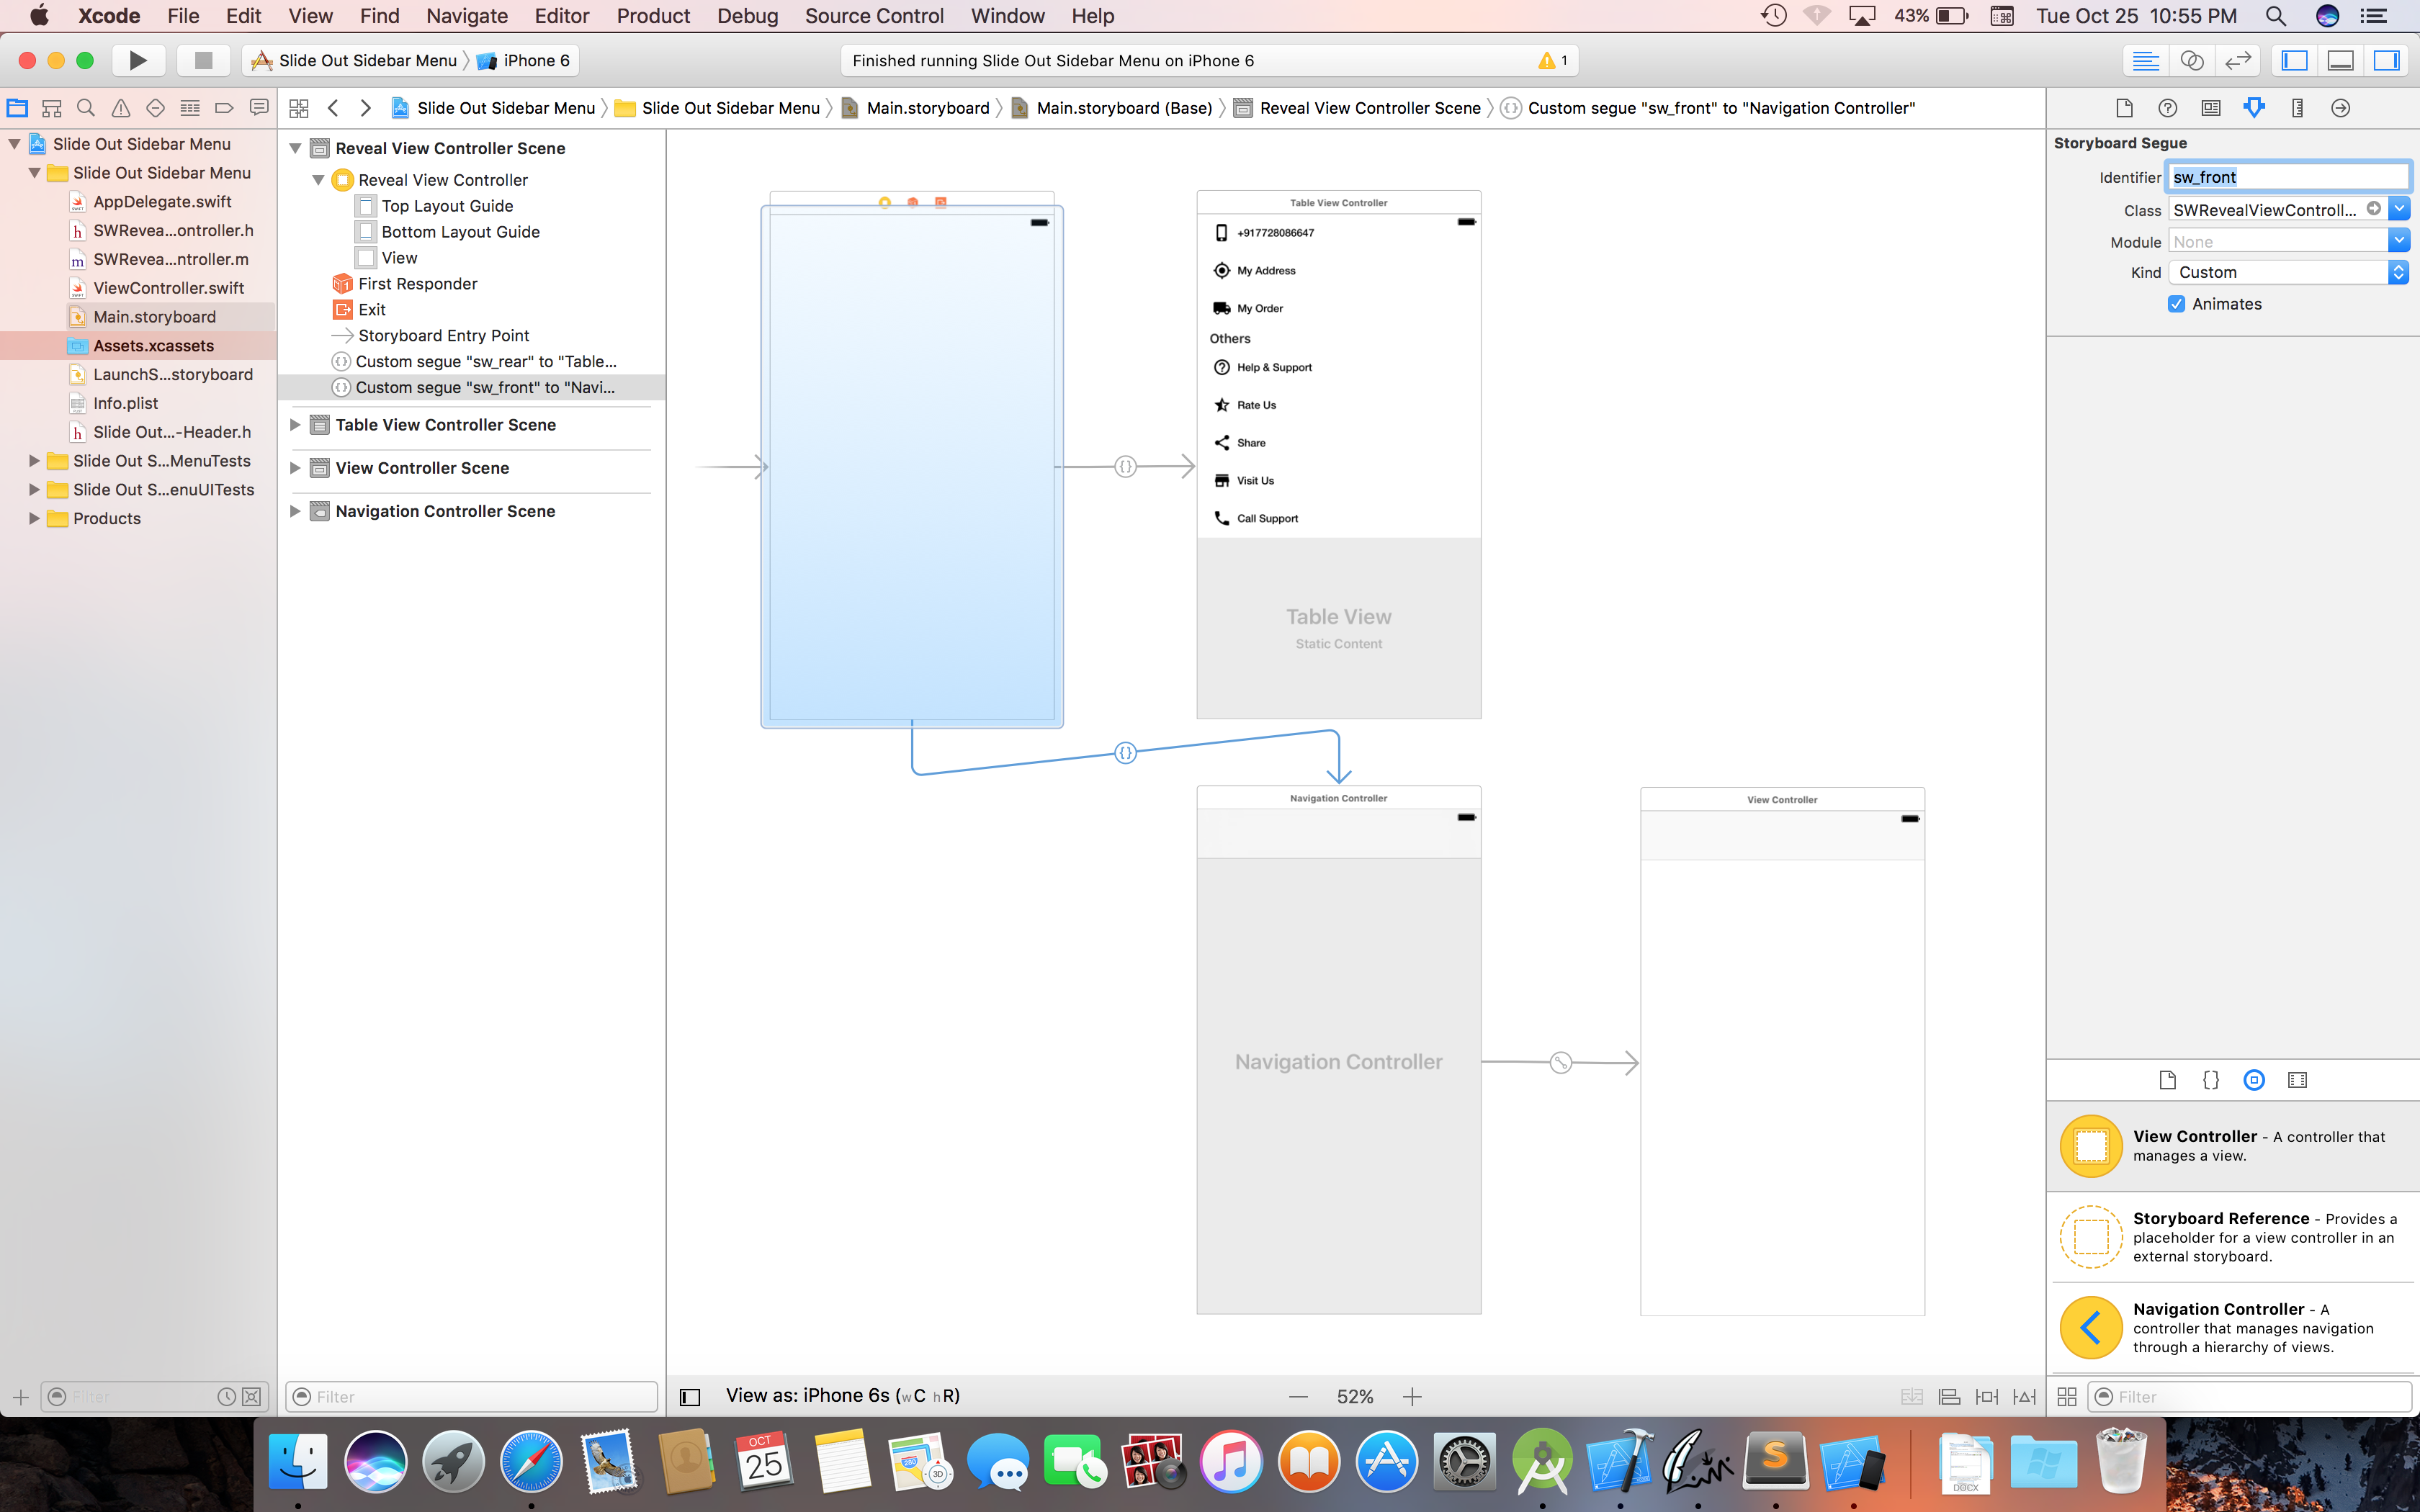 Xcode File Edit View Find Navigate Editor Product Debug Source Control Window Help
43% Tue Oct 25 10:55 PM
Slide Out Sidebar Menu iPhone 6
Finished running Slide Out Sidebar Menu on iPhone 6
1
Slide Out Sidebar Menu Slide Out Sidebar Menu Main.storyboard Main.storyboard (Base) Reveal View Controller Scene Custom segue "sw_front" to "Navigation Controller"
Slide Out Sidebar Menu
Slide Out Sidebar Menu
AppDelegate.swift
SWRevea...ontroller.h
SWRevea...ntroller.m
ViewController.swift
Main.storyboard
Assets.xcassets
LaunchS...storyboard
Info.plist
Slide Out...-Header.h
Slide Out S...MenuTests
Slide Out S...enuUITests
Products
Filter
Reveal View Controller Scene
Reveal View Controller
Top Layout Guide
Bottom Layout Guide
View
First Responder
Exit
Storyboard Entry Point
Custom segue "sw_rear" to "Table...
Custom segue "sw_front" to "Navi...
Table View Controller Scene
View Controller Scene
Navigation Controller Scene
Filter
Table View Controller
+917728086647
My Address
My Order
Others
Help & Support
Rate Us
Share
Visit Us
Call Support
Table View
Static Content
Navigation Controller
Navigation Controller
View Controller
View as: iPhone 6s (wC hR)
52%
Storyboard Segue
Identifier sw_front
Class SWRevealViewControll...
Module None
Kind Custom
Animates
View Controller - A controller that
manages a view.
Storyboard Reference - Provides a
placeholder for a view controller in an
external storyboard.
Navigation Controller - A
controller that manages navigation
through a hierarchy of views.
Filter
OCT
25
280
3D
DOCX